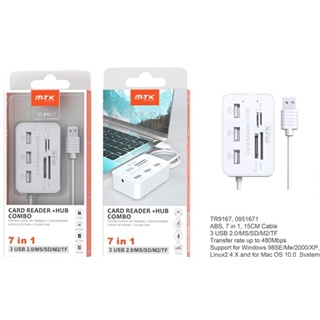 M-TK
TR9167
CARD READER +HUB
COMBO
7 in 1
3 USB 2.0/MS/SD/M2/TF
M-TK
CARD READER +HUB
COMBO
7 in 1
3 USB 2.0/MS/SD/M2/TF
Card Reader+Hub
TR9167, 0951671
ABS, 7 in 1, 15CM Cable
3 USB 2.0/MS/SD/M2/TF
Transfer rate up to 480Mbps
Support for Windows 98SE/Me/2000/XP,
Linux2.4.X and for Mac OS 10.0 System